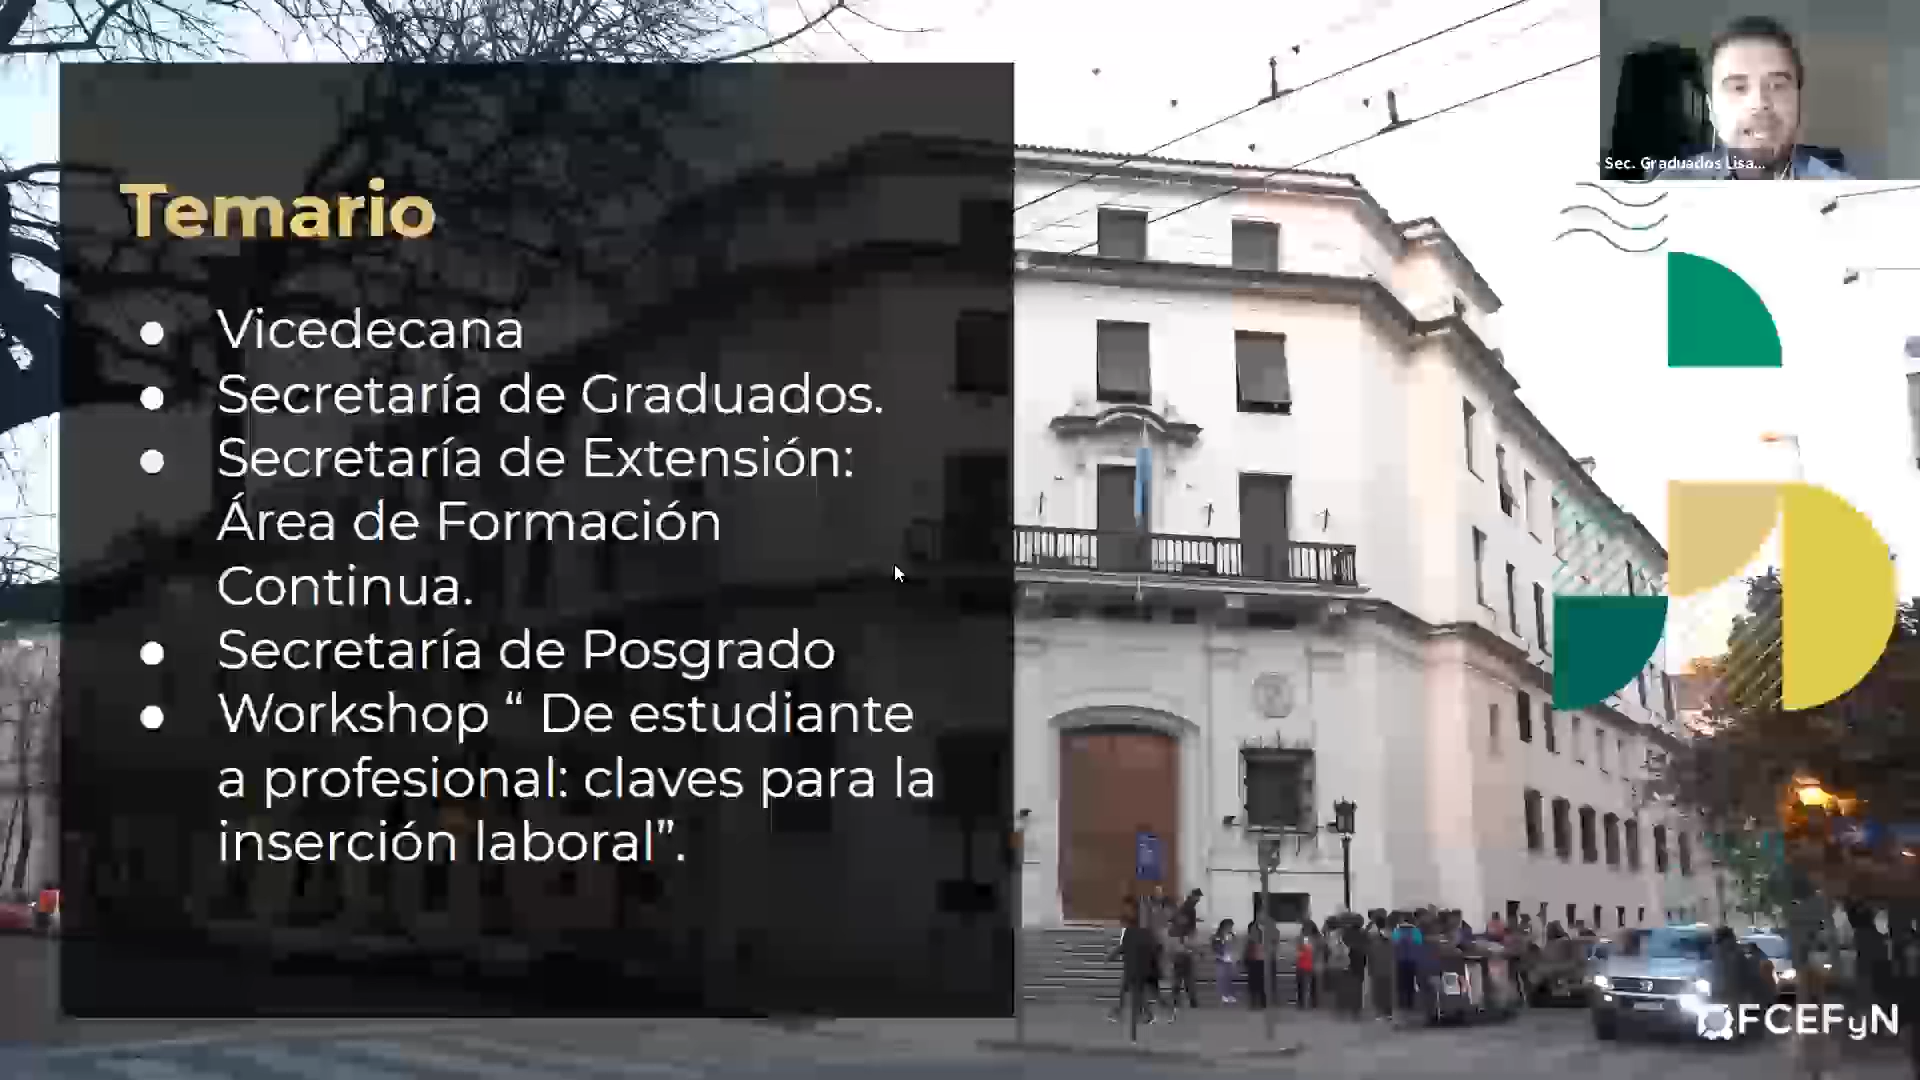 Temario
● Vicedecana
● Secretaría de Graduados.
● Secretaría de Extensión:
Área de Formación
Continua.
● Secretaría de Posgrado
● Workshop “ De estudiante
a profesional: claves para la
inserción laboral”.
Sec. Graduados Lisa...
FCEFyN